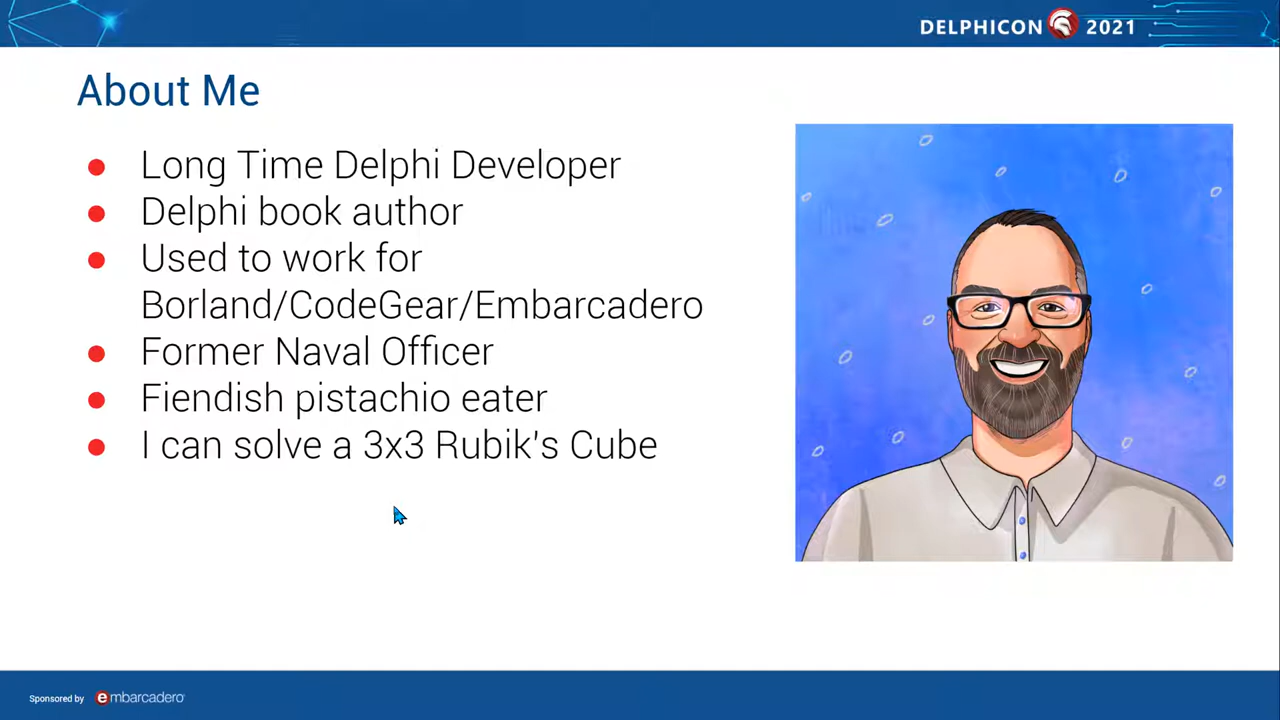 DELPHICON 2021
About Me
Long Time Delphi Developer
Delphi book author
Used to work for
Borland/CodeGear/Embarcadero
Former Naval Officer
Fiendish pistachio eater
I can solve a 3x3 Rubik's Cube
Sponsored by embarcadero